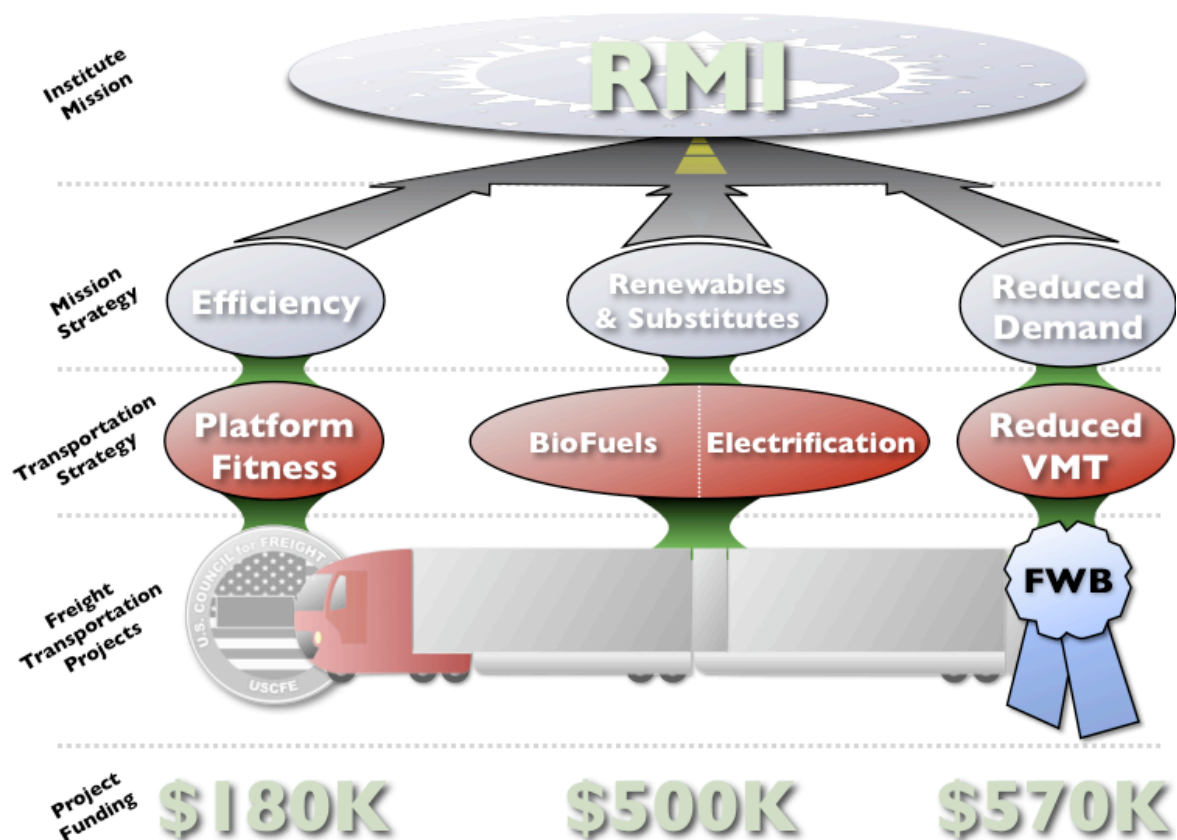 Institute
Mission
RMI
Mission
Strategy
Efficiency
Renewables
& Substitutes
Reduced
Demand
Transportation
Strategy
Platform
Fitness
BioFuels
Electrification
Reduced
VMT
Freight
Transportation
Projects
U.S. COUNCIL for FREIGHT
USCFE
FWB
Project
Funding
$180K
$500K
$570K